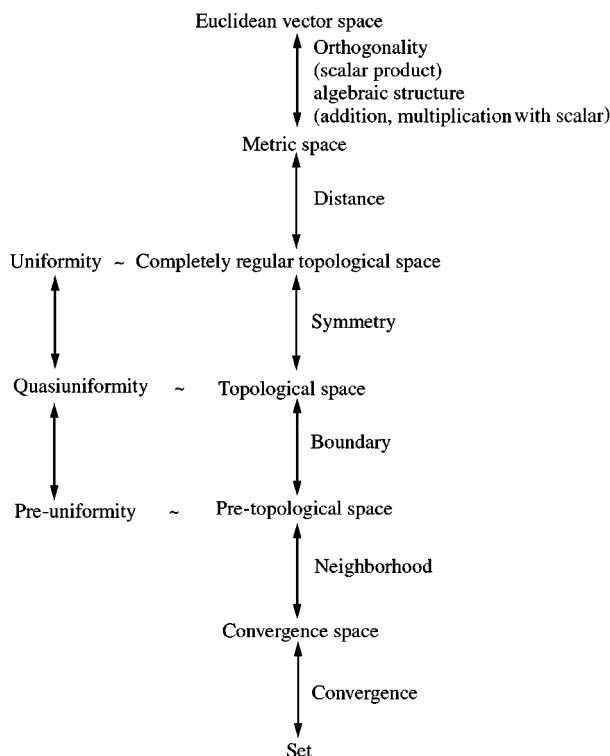 Euclidean vector space
Orthogonality
(scalar product)
algebraic structure
(addition, multiplication with scalar)
Metric space
Distance
Uniformity ~ Completely regular topological space
Symmetry
Quasiuniformity ~ Topological space
Boundary
Pre-uniformity ~ Pre-topological space
Neighborhood
Convergence space
Convergence
Set